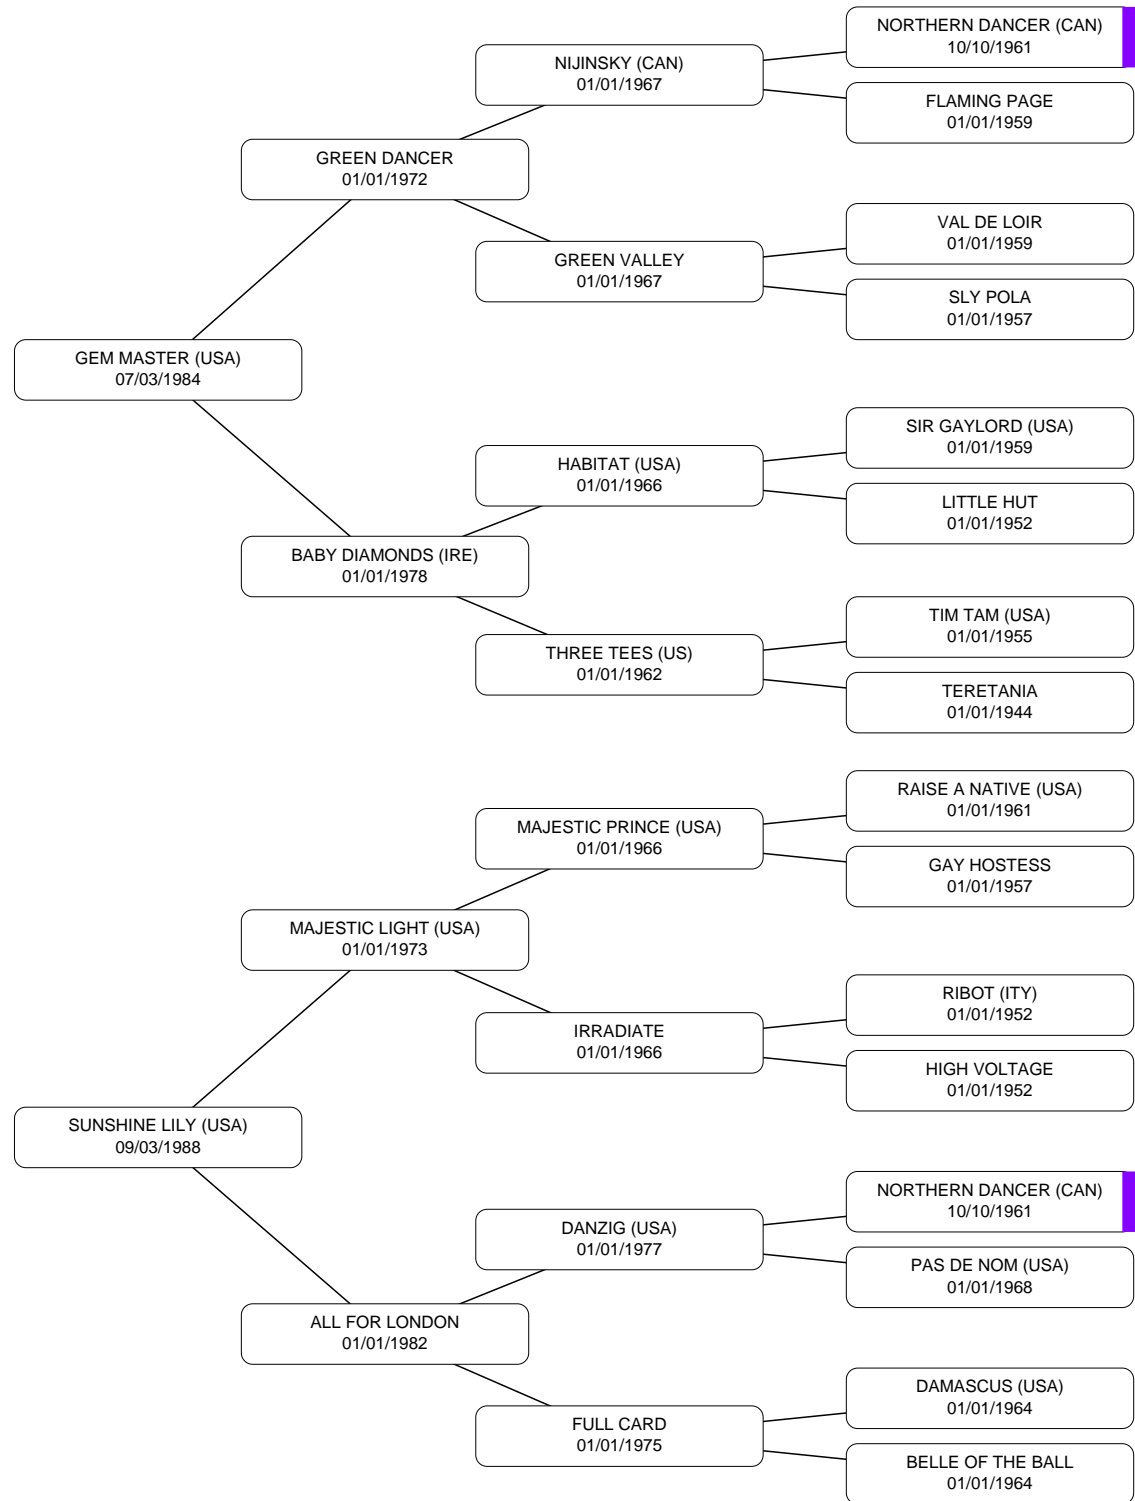 NORTHERN DANCER (CAN)
10/10/1961
NIJINSKY (CAN)
01/01/1967
FLAMING PAGE
01/01/1959
GREEN DANCER
01/01/1972
VAL DE LOIR
01/01/1959
GREEN VALLEY
01/01/1967
SLY POLA
01/01/1957
GEM MASTER (USA)
07/03/1984
SIR GAYLORD (USA)
01/01/1959
HABITAT (USA)
01/01/1966
LITTLE HUT
01/01/1952
BABY DIAMONDS (IRE)
01/01/1978
TIM TAM (USA)
01/01/1955
THREE TEES (US)
01/01/1962
TERETANIA
01/01/1944
RAISE A NATIVE (USA)
01/01/1961
MAJESTIC PRINCE (USA)
01/01/1966
GAY HOSTESS
01/01/1957
MAJESTIC LIGHT (USA)
01/01/1973
RIBOT (ITY)
01/01/1952
IRRADIATE
01/01/1966
HIGH VOLTAGE
01/01/1952
SUNSHINE LILY (USA)
09/03/1988
NORTHERN DANCER (CAN)
10/10/1961
DANZIG (USA)
01/01/1977
PAS DE NOM (USA)
01/01/1968
ALL FOR LONDON
01/01/1982
DAMASCUS (USA)
01/01/1964
FULL CARD
01/01/1975
BELLE OF THE BALL
01/01/1964